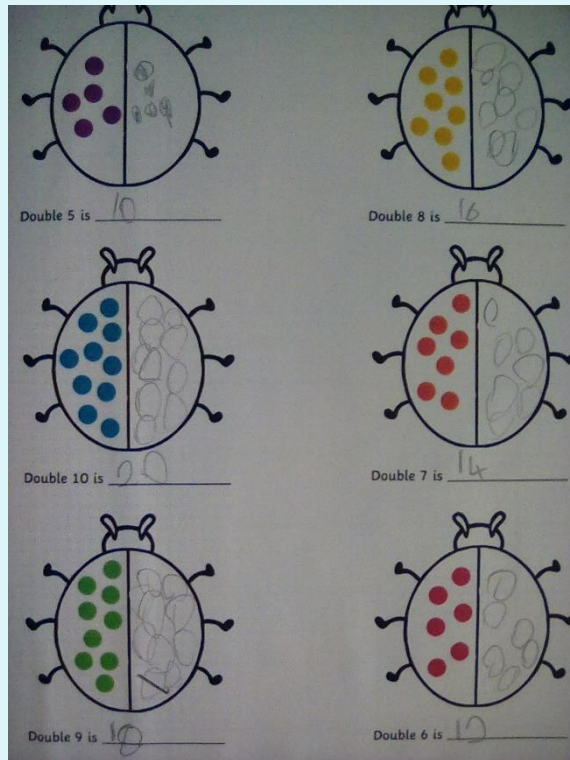 Double 5 is 10
Double 8 is 16
Double 10 is 20
Double 7 is 14
Double 9 is 18
Double 6 is 12